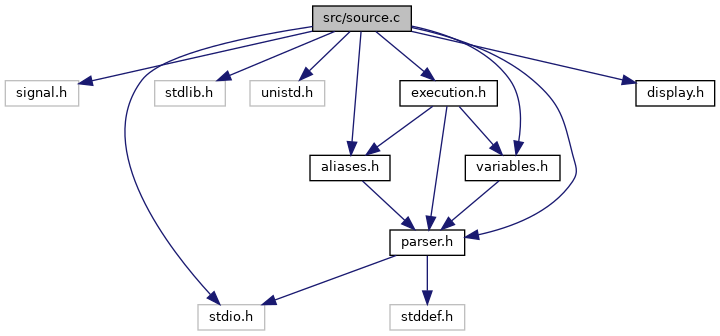 src/source.c
signal.h
stdlib.h
unistd.h
execution.h
display.h
aliases.h
variables.h
parser.h
stdio.h
stddef.h